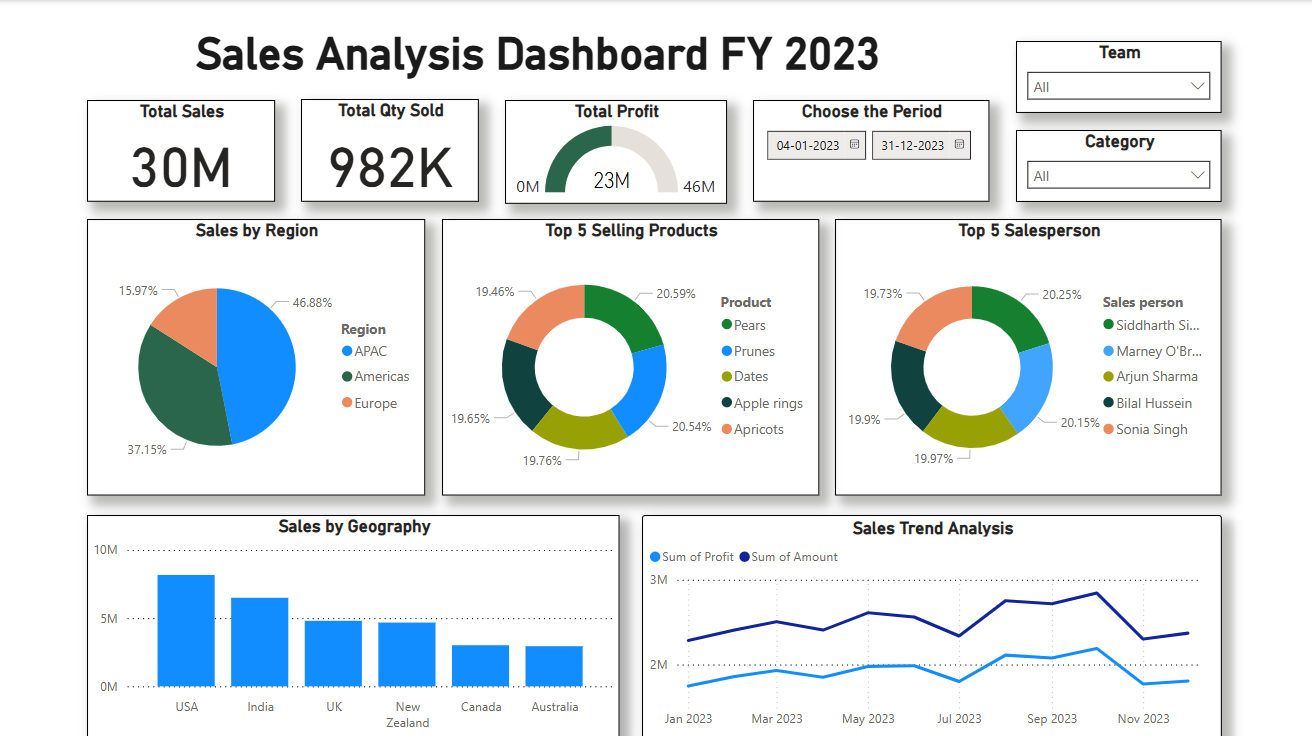 Sales Analysis Dashboard FY 2023
Team
All
Total Sales
30M
Total Qty Sold
982K
Total Profit
0M
23M
46M
Choose the Period
04-01-2023
31-12-2023
Category
All
Sales by Region
15.97%
46.88%
37.15%
Region
APAC
Americas
Europe
Top 5 Selling Products
19.46%
20.59%
19.65%
20.54%
19.76%
Product
Pears
Prunes
Dates
Apple rings
Apricots
Top 5 Salesperson
19.73%
20.25%
19.9%
20.15%
19.97%
Sales person
Siddharth Si...
Marney O'Br...
Arjun Sharma
Bilal Hussein
Sonia Singh
Sales by Geography
10M
5M
0M
USA
India
UK
New
Zealand
Canada
Australia
Sales Trend Analysis
Sum of Profit
Sum of Amount
3M
2M
Jan 2023
Mar 2023
May 2023
Jul 2023
Sep 2023
Nov 2023